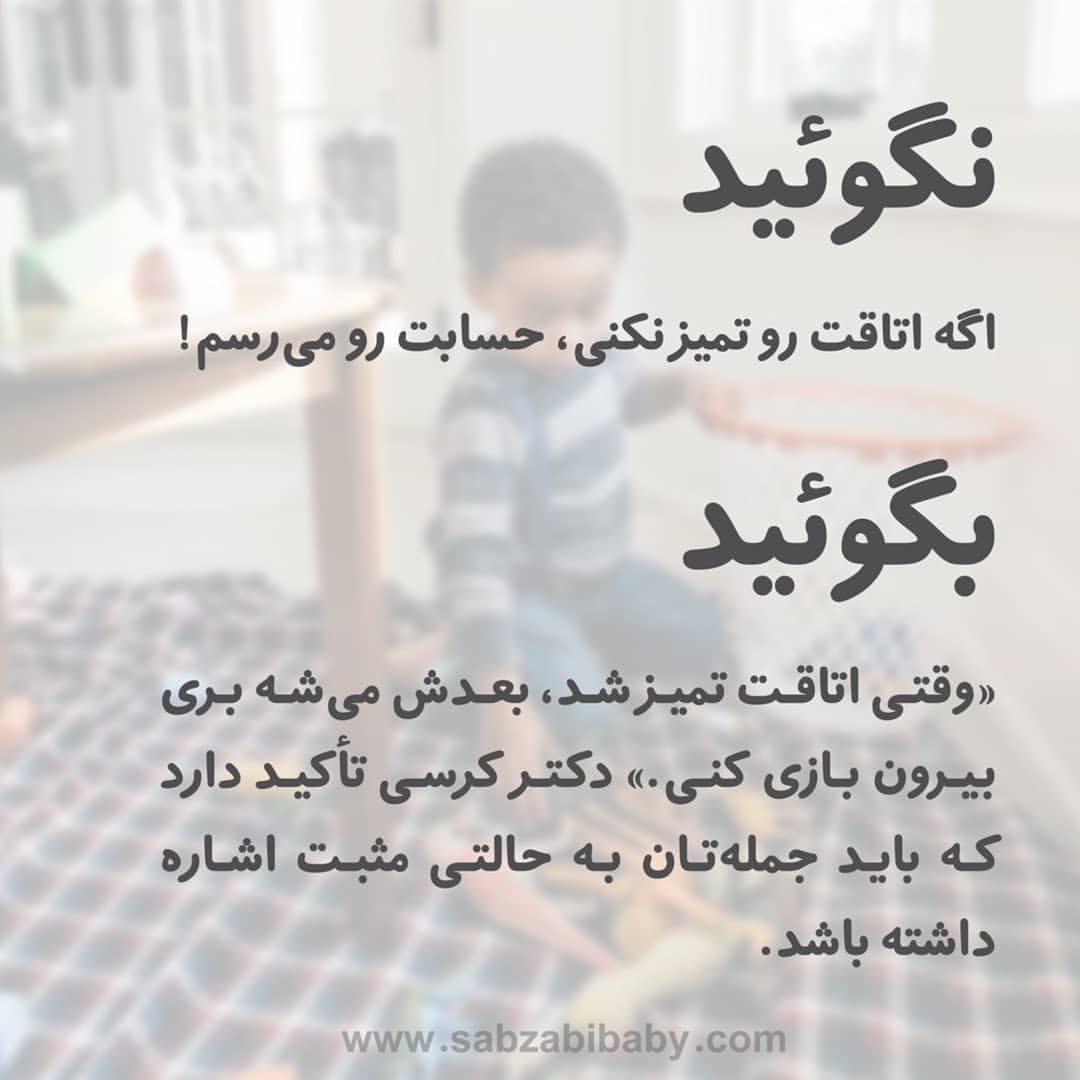 نگوئید
اگه اتاقت رو تمیز نکنی، حسابت رو می‌رسم!
بگوئید
«وقتی اتاقت تمیز شد، بعدش می‌شه بری
بیرون بازی کنی.» دکتر کرسی تأکید دارد
که باید جمله‌تان به حالتی مثبت اشاره
داشته باشد.
www.sabzabibaby.com